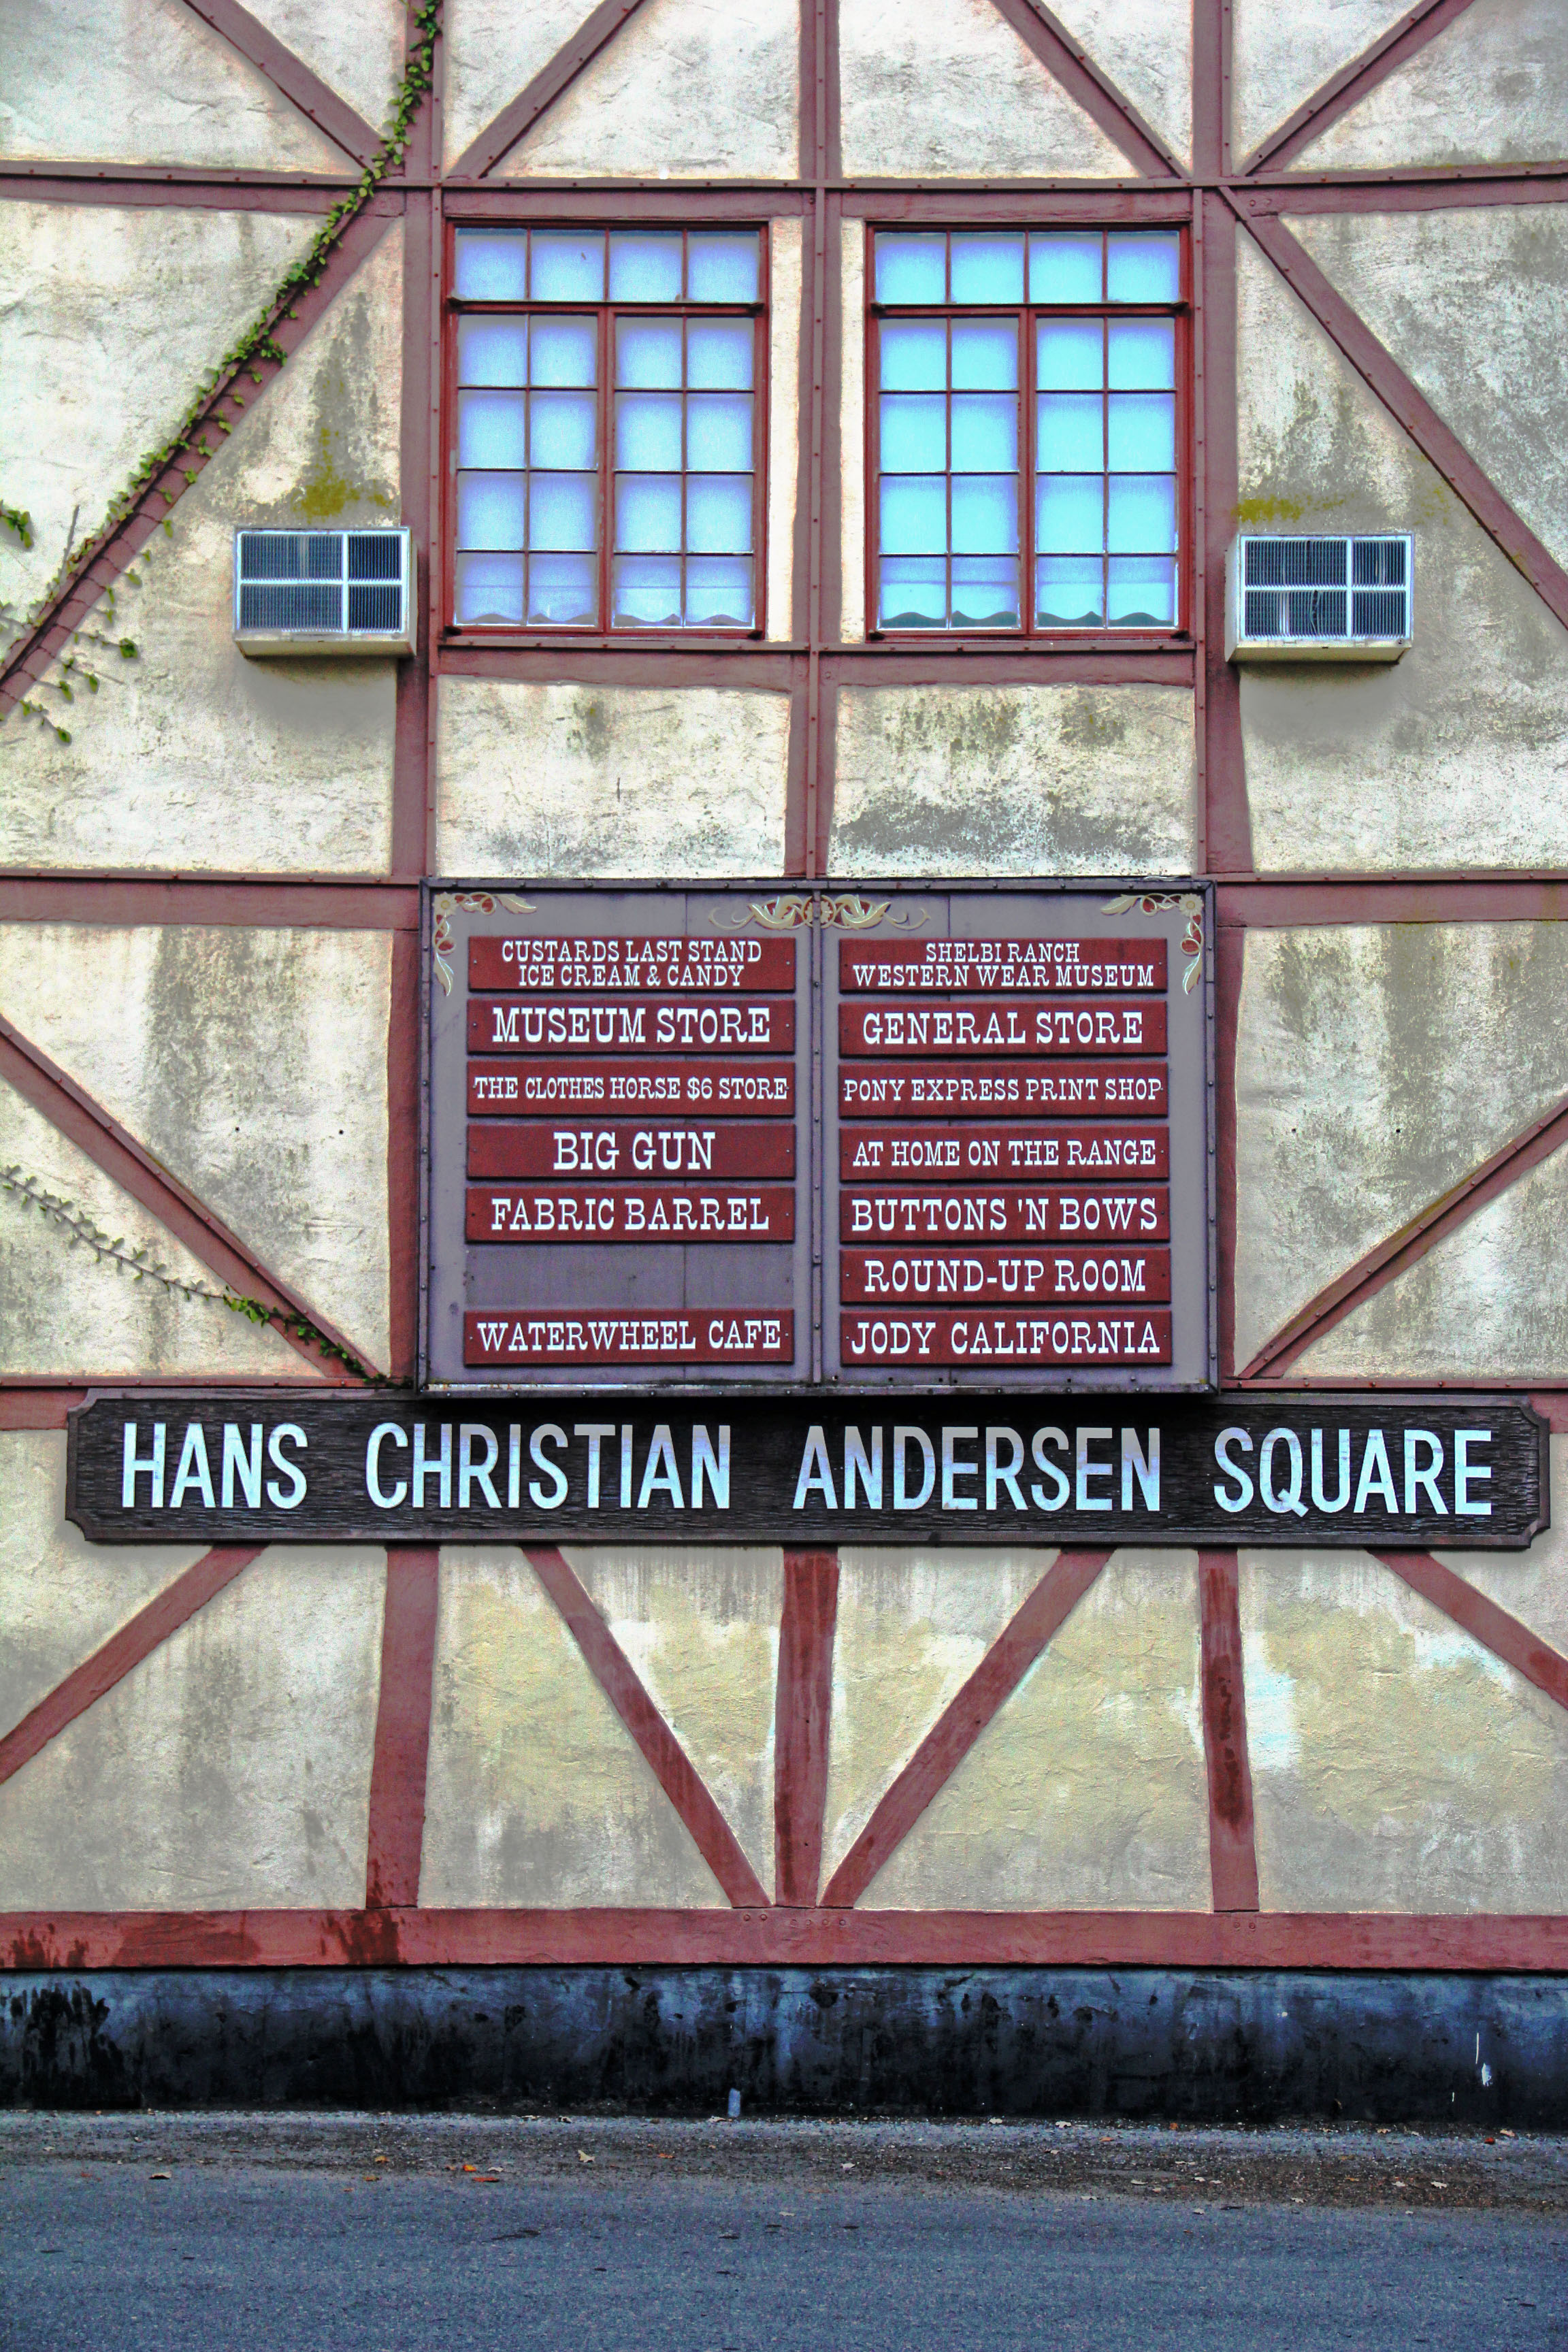 CUSTARDS LAST STAND
ICE CREAM & CANDY
MUSEUM STORE
THE CLOTHES HORSE $6 STORE
BIG GUN
FABRIC BARREL
WATERWHEEL CAFE
SHELBI RANCH
WESTERN WEAR MUSEUM
GENERAL STORE
PONY EXPRESS PRINT SHOP
AT HOME ON THE RANGE
BUTTONS 'N BOWS
ROUND-UP ROOM
JODY CALIFORNIA
HANS CHRISTIAN ANDERSEN SQUARE